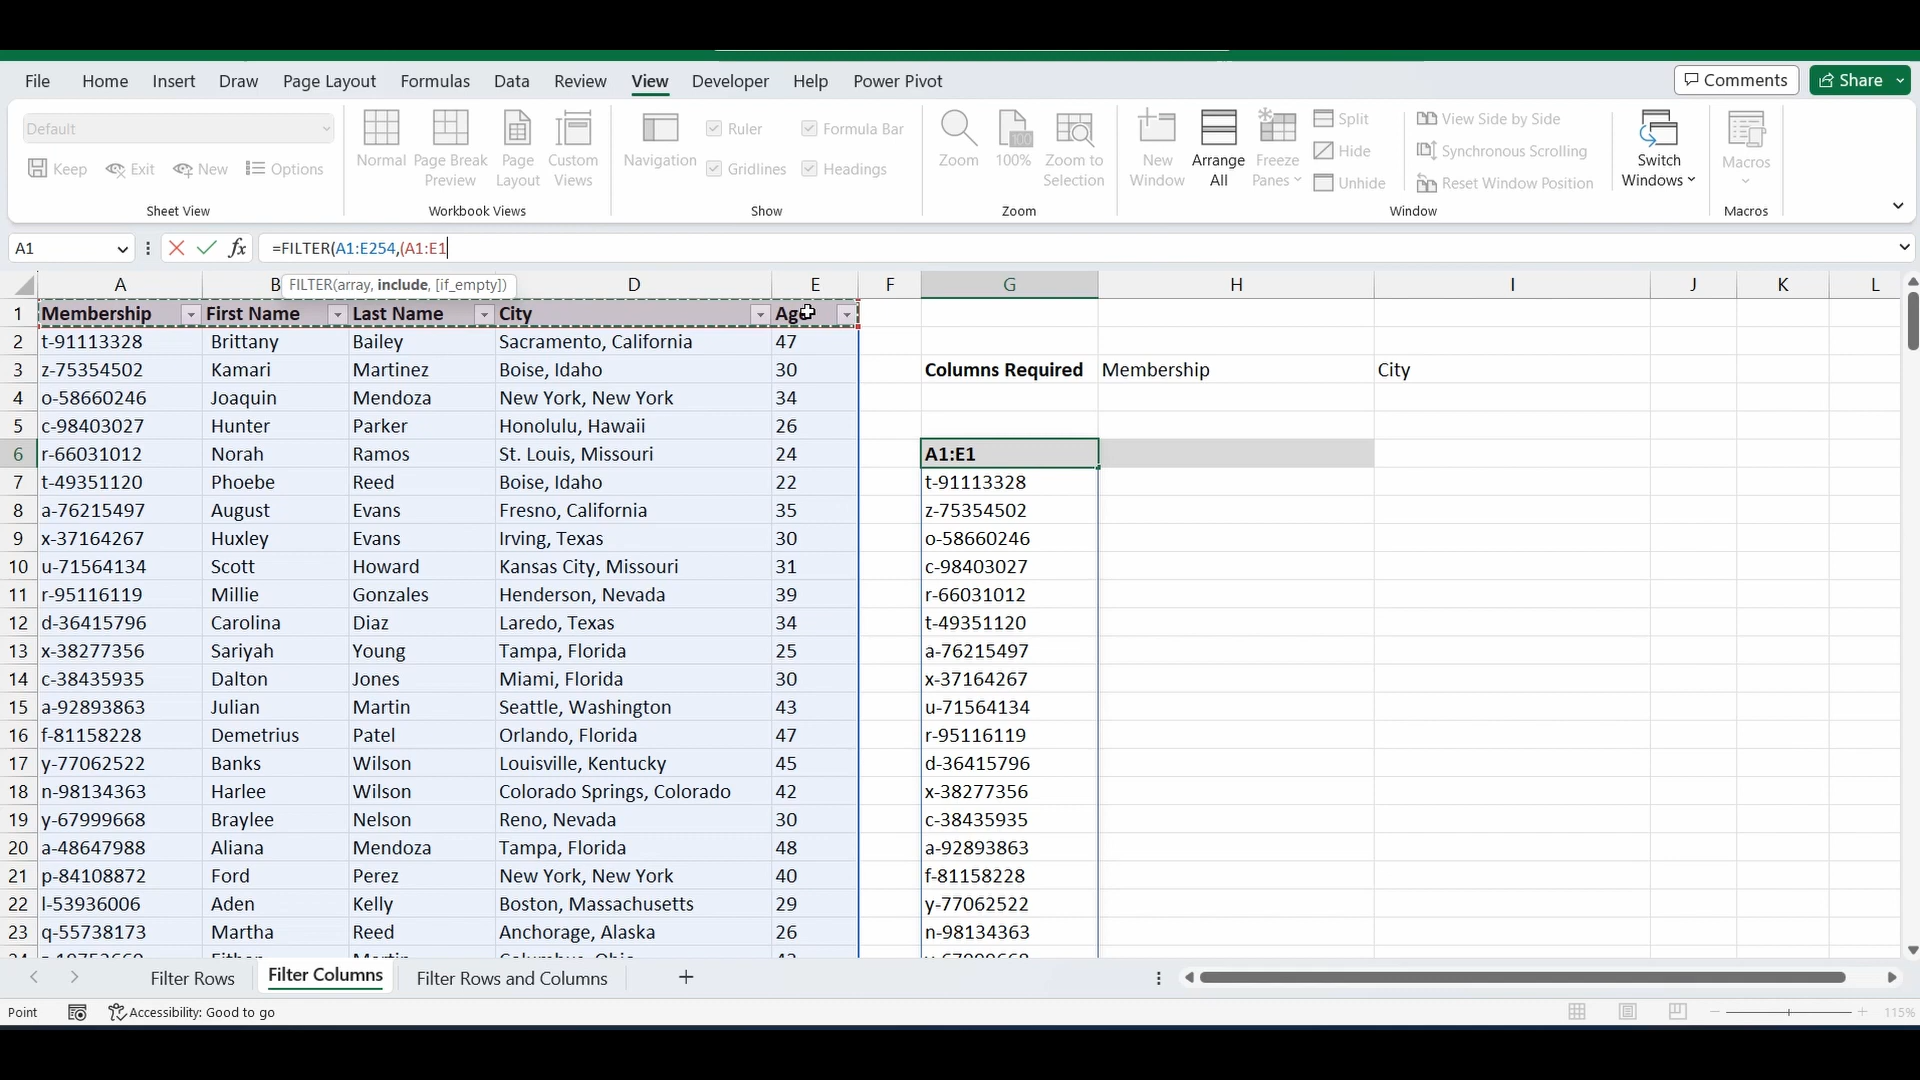 File Home Insert Draw Page Layout Formulas Data Review View Developer Help Power Pivot Comments Share
Default
Keep Exit New Options
Sheet View
Normal Page Break Preview Page Layout Custom Views
Workbook Views
Navigation Ruler Formula Bar
Gridlines Headings
Show
Zoom 100% Zoom to Selection
Zoom
New Window Arrange All Freeze Panes Split Hide Unhide
View Side by Side
Synchronous Scrolling
Reset Window Position
Switch Windows
Window
Macros
Macros
A1 fx =FILTER(A1:E254,(A1:E1
FILTER(array, include, [if_empty])
A B D E F G H I J K L
1 Membership First Name Last Name City Age
2 t-91113328 Brittany Bailey Sacramento, California 47
3 z-75354502 Kamari Martinez Boise, Idaho 30 Columns Required Membership City
4 o-58660246 Joaquin Mendoza New York, New York 34
5 c-98403027 Hunter Parker Honolulu, Hawaii 26
6 r-66031012 Norah Ramos St. Louis, Missouri 24 A1:E1
7 t-49351120 Phoebe Reed Boise, Idaho 22 t-91113328
8 a-76215497 August Evans Fresno, California 35 z-75354502
9 x-37164267 Huxley Evans Irving, Texas 30 o-58660246
10 u-71564134 Scott Howard Kansas City, Missouri 31 c-98403027
11 r-95116119 Millie Gonzales Henderson, Nevada 39 r-66031012
12 d-36415796 Carolina Diaz Laredo, Texas 34 t-49351120
13 x-38277356 Sariyah Young Tampa, Florida 25 a-76215497
14 c-38435935 Dalton Jones Miami, Florida 30 x-37164267
15 a-92893863 Julian Martin Seattle, Washington 43 u-71564134
16 f-81158228 Demetrius Patel Orlando, Florida 47 r-95116119
17 y-77062522 Banks Wilson Louisville, Kentucky 45 d-36415796
18 n-98134363 Harlee Wilson Colorado Springs, Colorado 42 x-38277356
19 y-67999668 Braylee Nelson Reno, Nevada 30 c-38435935
20 a-48647988 Aliana Mendoza Tampa, Florida 48 a-92893863
21 p-84108872 Ford Perez New York, New York 40 f-81158228
22 l-53936006 Aden Kelly Boston, Massachusetts 29 y-77062522
23 q-55738173 Martha Reed Anchorage, Alaska 26 n-98134363
Filter Rows Filter Columns Filter Rows and Columns
Point Accessibility: Good to go 115%